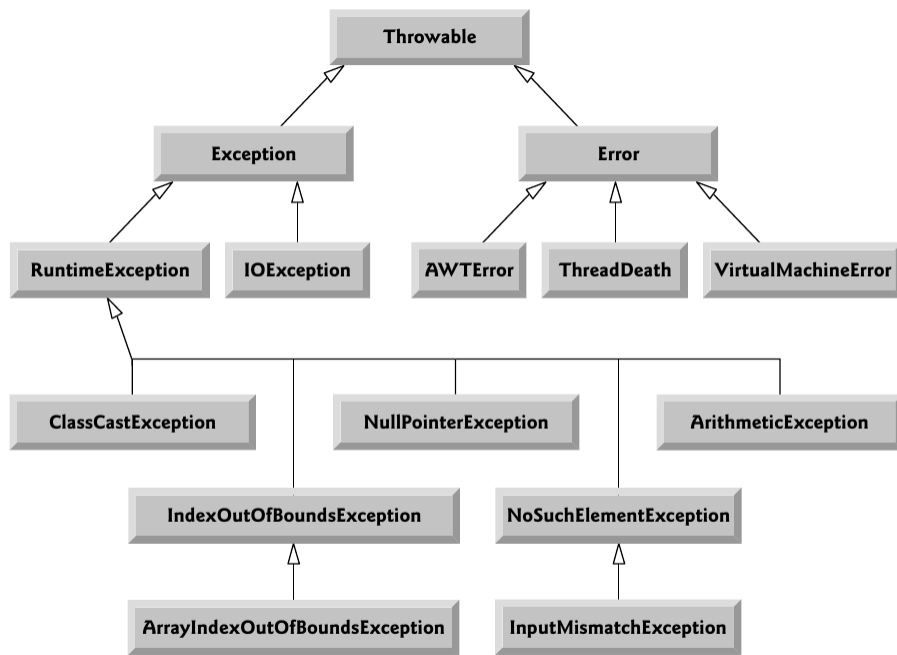 Throwable
Exception
Error
RuntimeException
IOException
AWTError
ThreadDeath
VirtualMachineError
ClassCastException
NullPointerException
ArithmeticException
IndexOutOfBoundsException
NoSuchElementException
ArrayIndexOutOfBoundsException
InputMismatchException